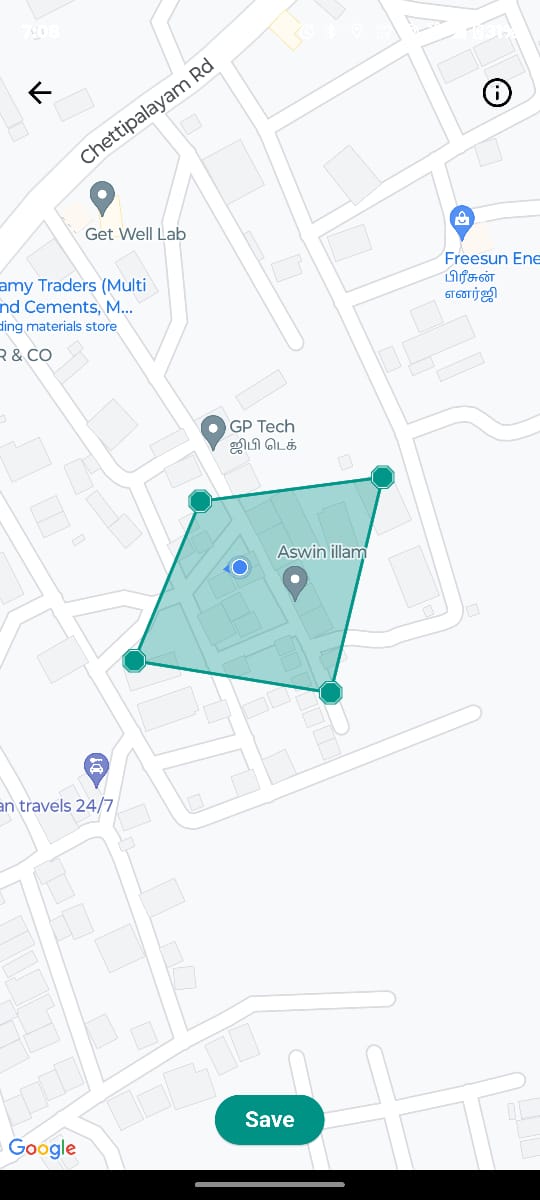 7:06
Chettipalayam Rd
Get Well Lab
amy Traders (Multi
nd Cements, M...
ding materials store
R & CO
Freesun Ene
பிரீசன்
எனர்ஜி
GP Tech
ஜிபி டெக்
Aswin illam
an travels 24/7
Save
Google